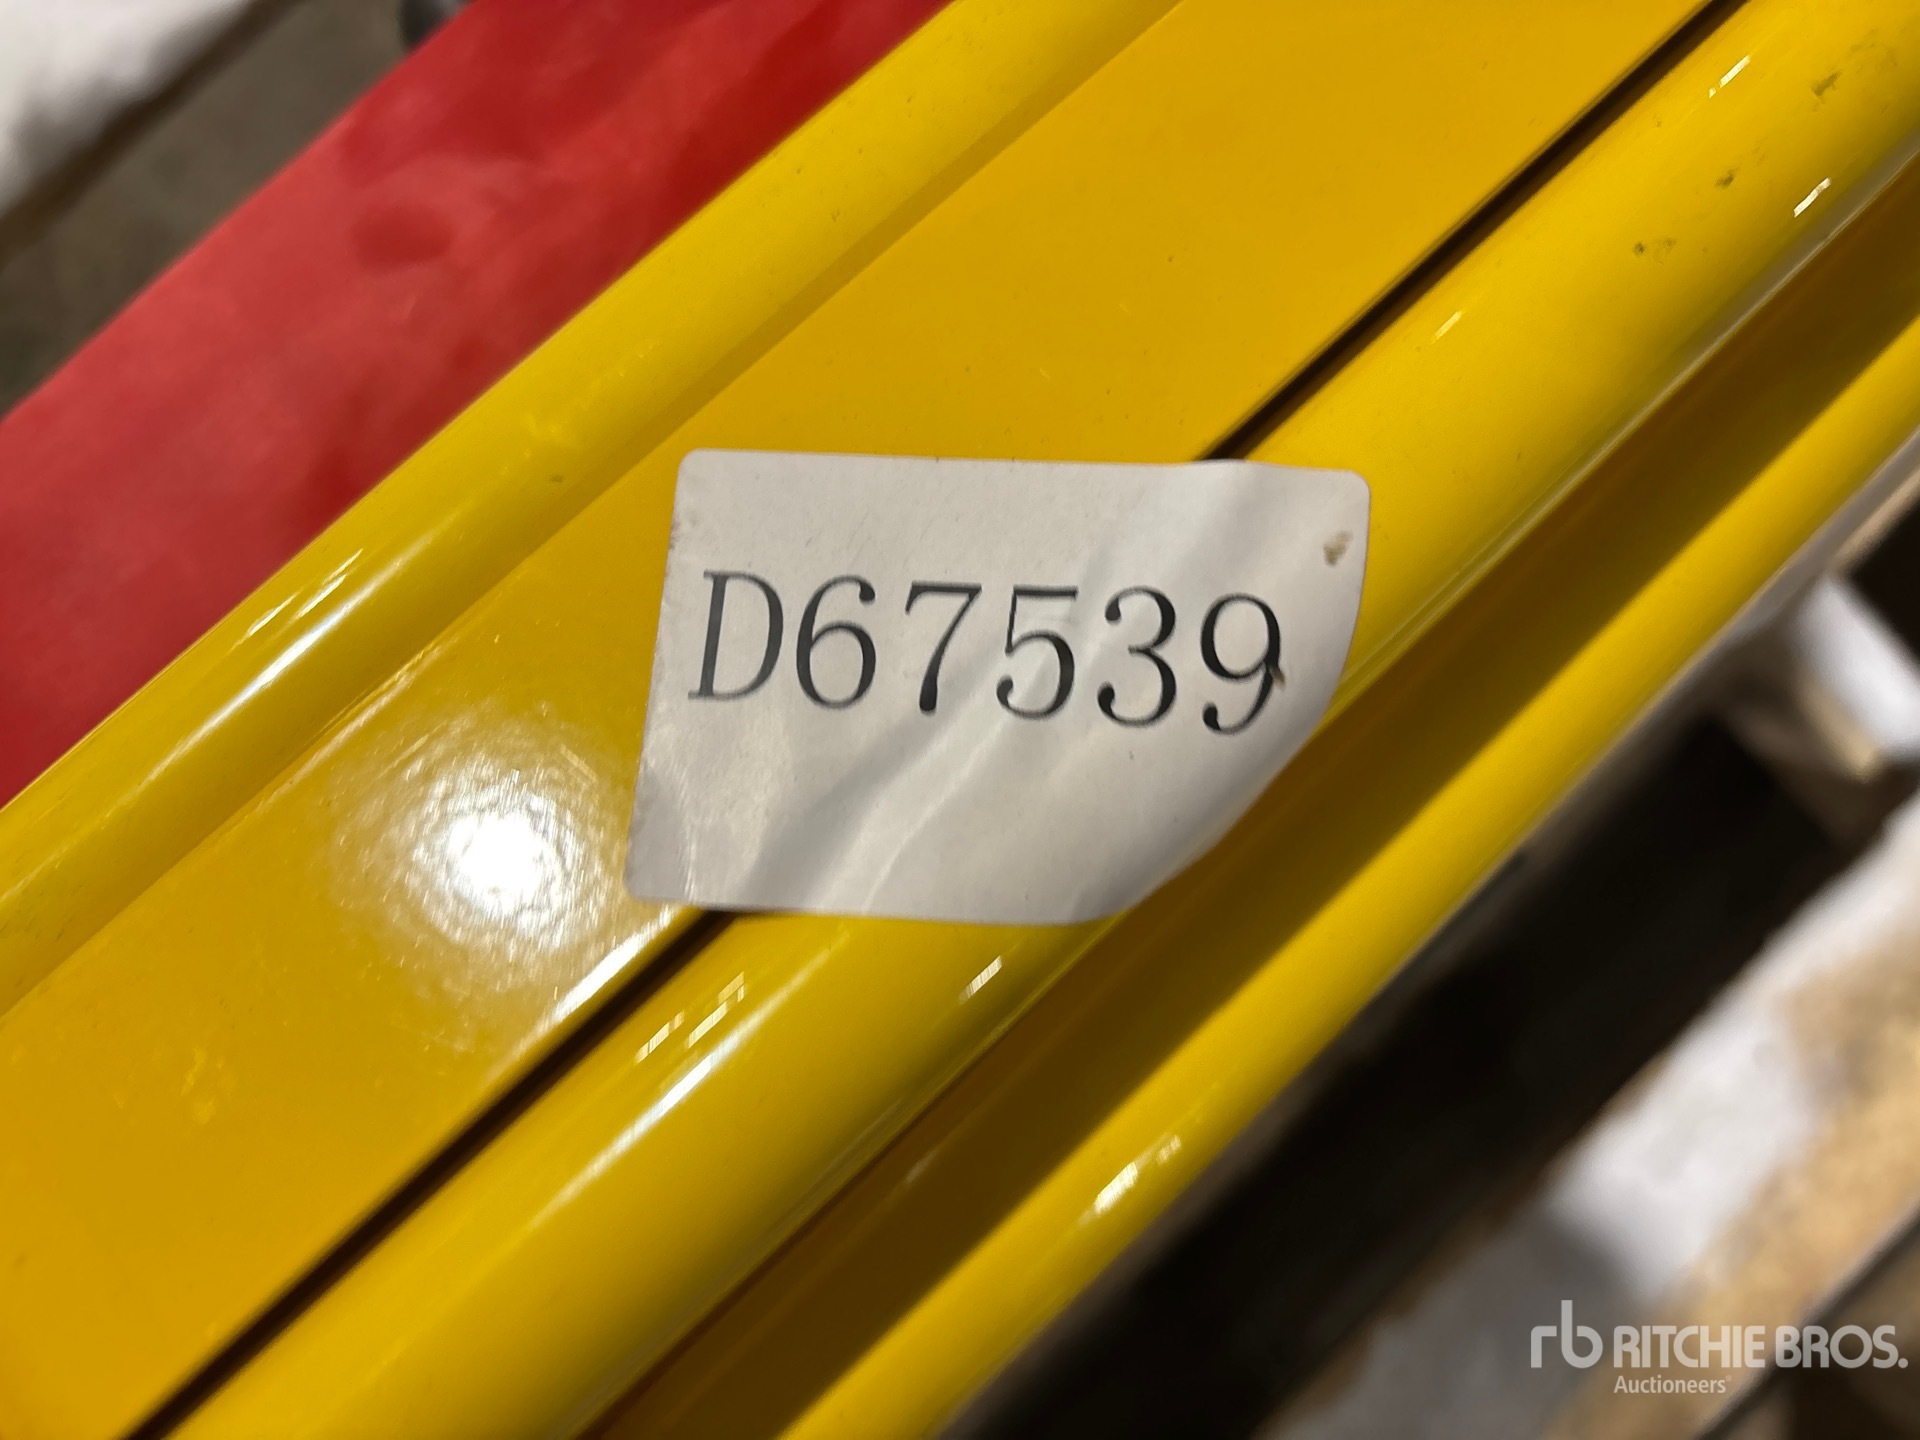 D67539
rb RITCHIE BROS.
Auctioneers